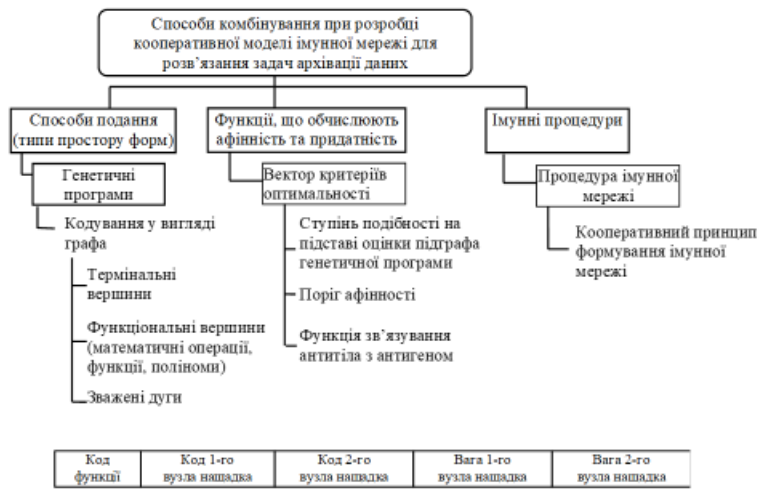 Способи комбінування при розробці
кооперативної моделі імунної мережі для
розв’язання задач архівації даних
Способи подання
(типи простору форм)
Генетичні
програми
Кодування у вигляді
графа
Термінальні
вершини
Функціональні вершини
(математичні операції,
функції, поліноми)
Зважені дуги
Функції, що обчислюють
афінність та придатність
Вектор критеріїв
оптимальності
Ступінь подібності на
підставі оцінки підграфа
генетичної програми
Поріг афінності
Функція зв’язування
антитіла з антигеном
Імунні процедури
Процедура імунної
мережі
Кооперативний принцип
формування імунної
мережі
Код
функції
Код 1-го
вузла нащадка
Код 2-го
вузла нащадка
Вага 1-го
вузла нащадка
Вага 2-го
вузла нащадка